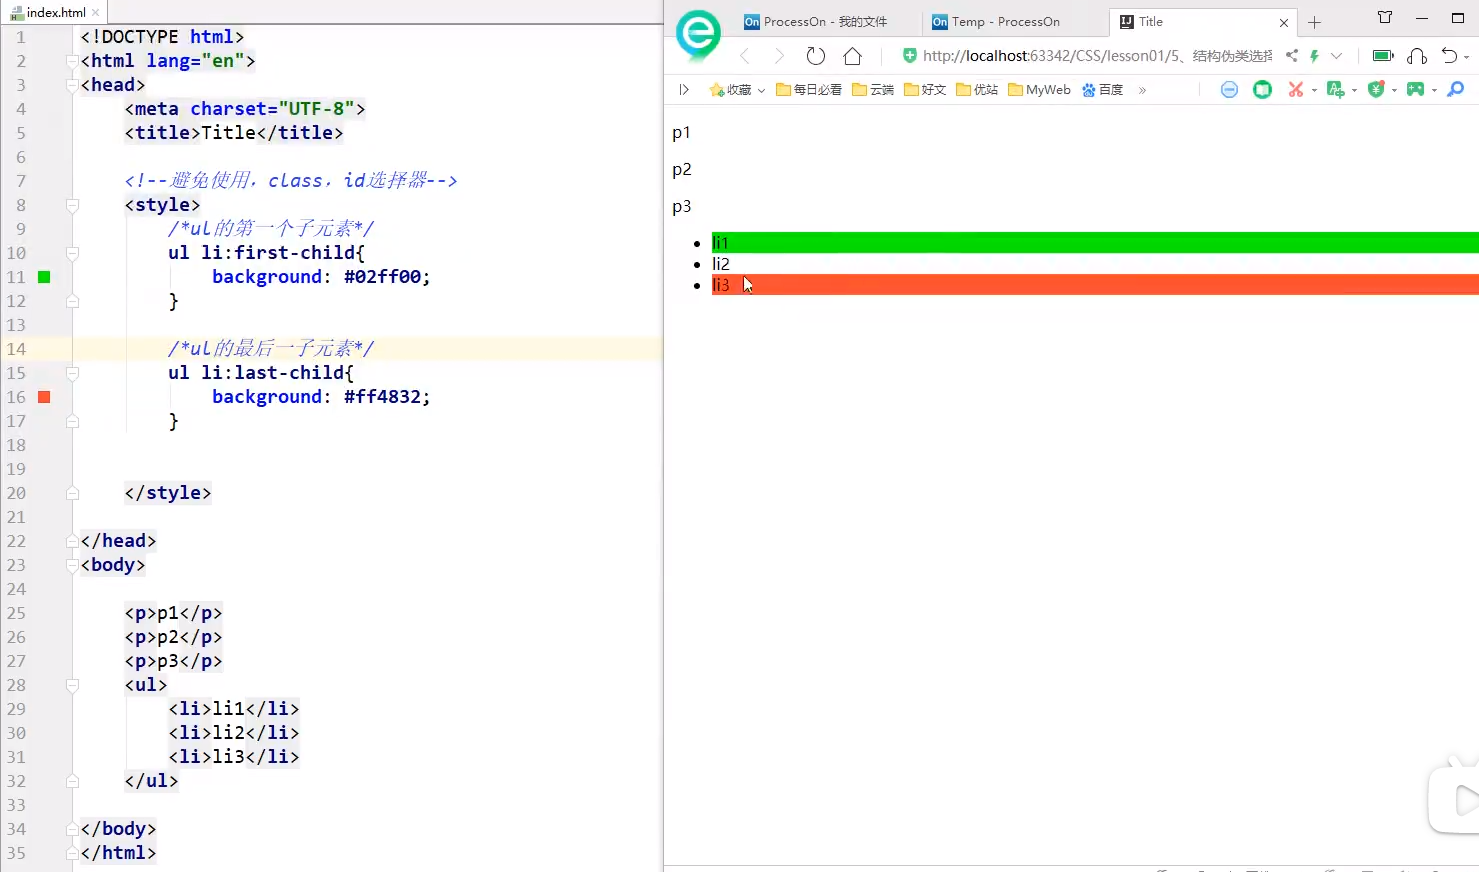 index.html
1 <!DOCTYPE html>
2 <html lang="en">
3 <head>
4 <meta charset="UTF-8">
5 <title>Title</title>
6
7 <!--避免使用，class，id选择器-->
8 <style>
9 /*ul的第一个子元素*/
10 ul li:first-child{
11 background: #02ff00;
12 }
13
14 /*ul的最后一子元素*/
15 ul li:last-child{
16 background: #ff4832;
17 }
18
19
20 </style>
21
22 </head>
23 <body>
24
25 <p>p1</p>
26 <p>p2</p>
27 <p>p3</p>
28 <ul>
29 <li>li1</li>
30 <li>li2</li>
31 <li>li3</li>
32 </ul>
33
34 </body>
35 </html>
On ProcessOn - 我的文件
On Temp - ProcessOn
IJ Title
http://localhost:63342/CSS/lesson01/5、结构伪类选择
收藏 每日必看 云端 好文 优站 MyWeb 百度 »
p1
p2
p3
li1
li2
li3